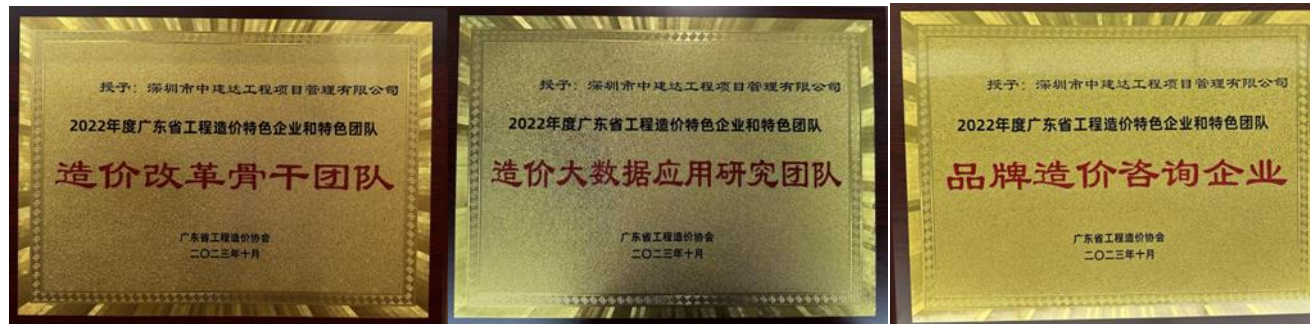 授予：深圳市中建达工程项目管理有限公司
2022年度广东省工程造价特色企业和特色团队
造价改革骨干团队
广东省工程造价协会
二〇二三年十月
授予：深圳市中建达工程项目管理有限公司
2022年度广东省工程造价特色企业和特色团队
造价大数据应用研究团队
广东省工程造价协会
二〇二三年十月
授予：深圳市中建达工程项目管理有限公司
2022年度广东省工程造价特色企业和特色团队
品牌造价咨询企业
广东省工程造价协会
二〇二三年十月